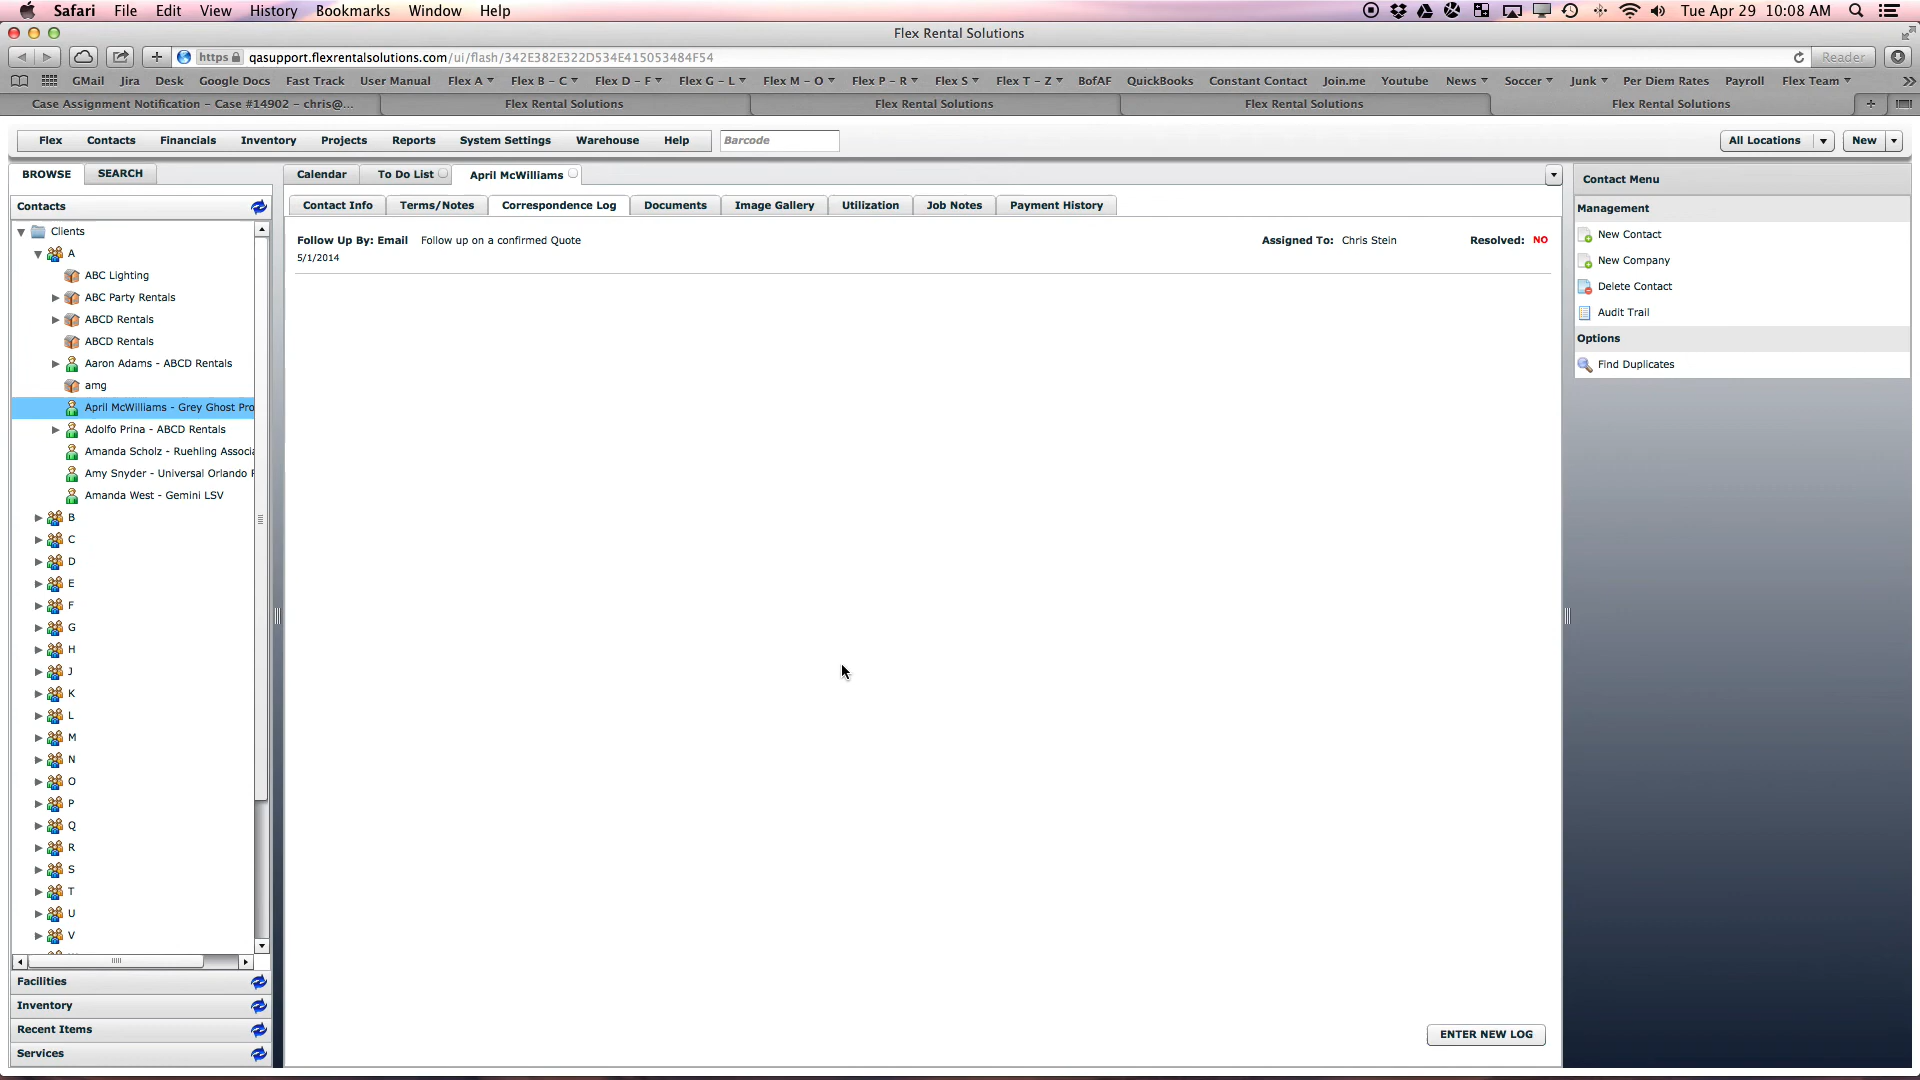 Safari File Edit View History Bookmarks Window Help Tue Apr 29 10:08 AM
Flex Rental Solutions
https qasupport.flexrentalsolutions.com/ui/flash/342E382E322D534E415053484F54 Reader
GMail Jira Desk Google Docs Fast Track User Manual Flex A Flex B – C Flex D – F Flex G – L Flex M – O Flex P – R Flex S Flex T – Z BofAF QuickBooks Constant Contact Join.me Youtube News Soccer Junk Per Diem Rates Payroll Flex Team
Case Assignment Notification – Case #14902 – chris@... Flex Rental Solutions Flex Rental Solutions Flex Rental Solutions Flex Rental Solutions
Flex Contacts Financials Inventory Projects Reports System Settings Warehouse Help Barcode All Locations New
BROWSE SEARCH Calendar To Do List April McWilliams Contact Menu
Contacts Contact Info Terms/Notes Correspondence Log Documents Image Gallery Utilization Job Notes Payment History
Management
New Contact
New Company
Delete Contact
Audit Trail
Options
Find Duplicates
Follow Up By: Email Follow up on a confirmed Quote Assigned To: Chris Stein Resolved: NO
5/1/2014
Clients
A
ABC Lighting
ABC Party Rentals
ABCD Rentals
ABCD Rentals
Aaron Adams - ABCD Rentals
amg
April McWilliams - Grey Ghost Pro
Adolfo Prina - ABCD Rentals
Amanda Scholz - Ruehling Associa
Amy Snyder - Universal Orlando
Amanda West - Gemini LSV
B
C
D
E
F
G
H
J
K
L
M
N
O
P
Q
R
S
T
U
V
Facilities
Inventory
Recent Items
Services
ENTER NEW LOG